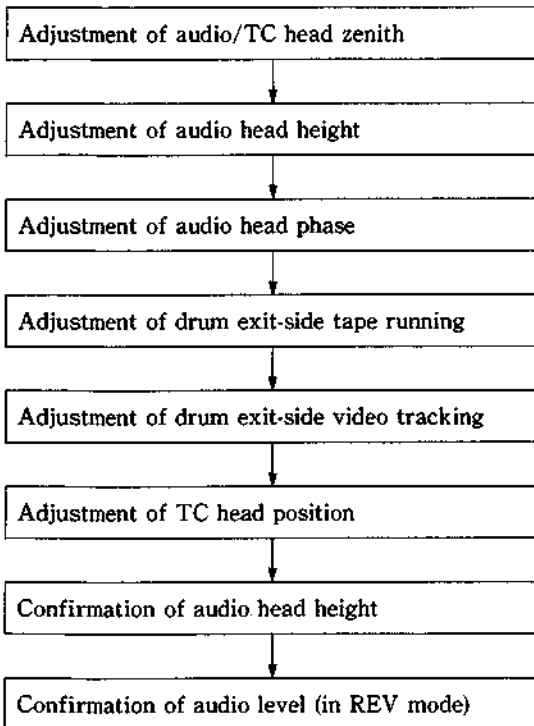 Adjustment of audio/TC head zenith
Adjustment of audio head height
Adjustment of audio head phase
Adjustment of drum exit-side tape running
Adjustment of drum exit-side video tracking
Adjustment of TC head position
Confirmation of audio head height
Confirmation of audio level (in REV mode)